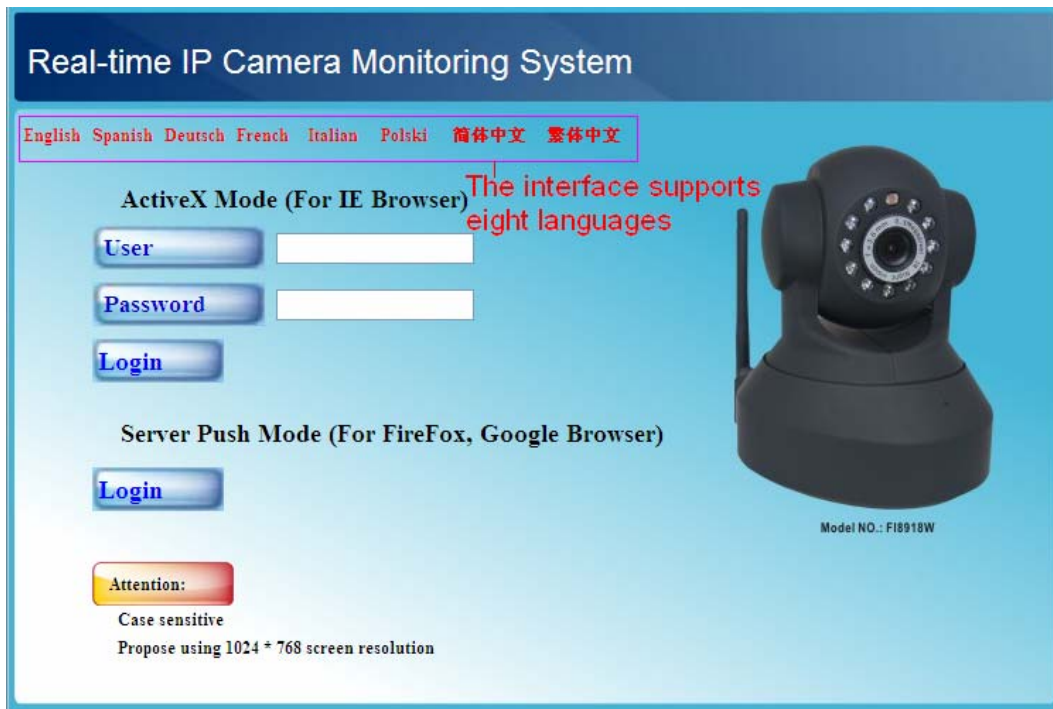 Real-time IP Camera Monitoring System
English Spanish Deutsch French Italian Polski 简体中文 繁体中文
The interface supports
eight languages
ActiveX Mode (For IE Browser)
User
Password
Login
Server Push Mode (For FireFox, Google Browser)
Login
Model NO.: FI8918W
Attention:
Case sensitive
Propose using 1024 * 768 screen resolution